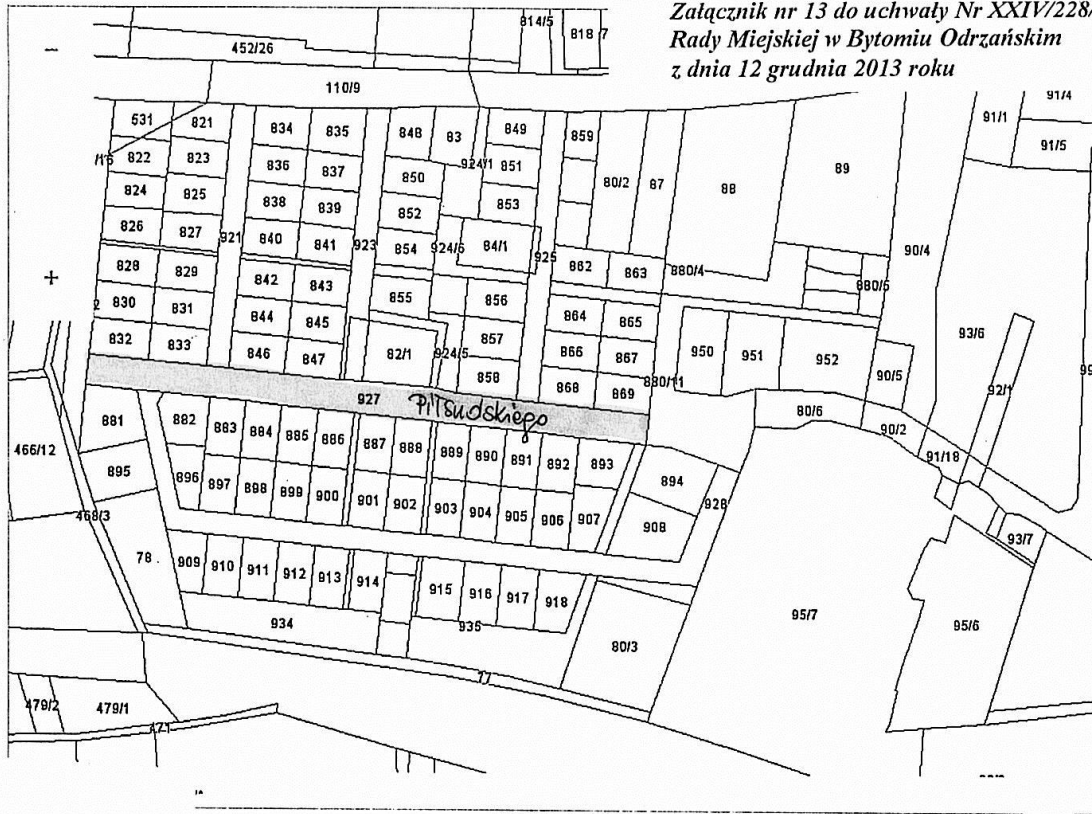 Załącznik nr 13 do uchwały Nr XXIV/228/
Rady Miejskiej w Bytomiu Odrzańskim
z dnia 12 grudnia 2013 roku
814/5 818 7
452/26
110/9
91/4
91/1
91/5
531 821 834 835 848 83 849 859
822 823 836 837 850 924/1 851 80/2 87 88 89
824 825 838 839 852 853
826 827 921 840 841 923 854 924/6 84/1 925 90/4
828 829 842 843 862 863 880/4 880/5
830 831 844 845 855 856 864 865
832 833 846 847 82/1 924/5 857 866 867 950 951 952 93/6
858 868 869 880/11 90/5 92/1
927 Piłsudskiego
80/6 90/2
881 882 883 884 885 886 887 888 889 890 891 892 893 91/18
466/12
895 896 897 898 899 900 901 902 903 904 905 906 907 894 928
468/3 908 93/7
78 909 910 911 912 913 914 915 916 917 918
934 935 80/3 95/7 95/6
77
479/2 479/1
471